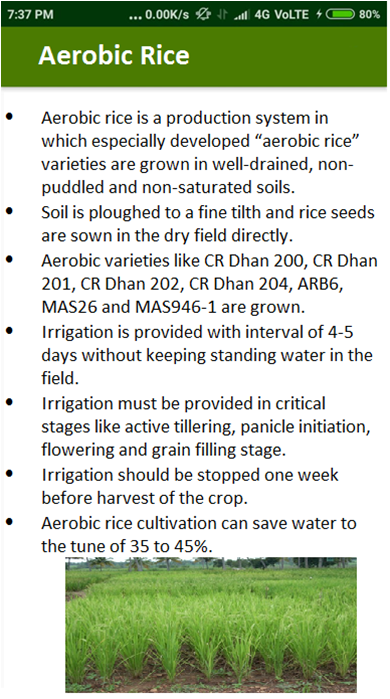 7:37 PM ... 0.00K/s 4G VoLTE 80%
Aerobic Rice
• Aerobic rice is a production system in
which especially developed “aerobic rice”
varieties are grown in well-drained, non-
puddled and non-saturated soils.
• Soil is ploughed to a fine tilth and rice seeds
are sown in the dry field directly.
• Aerobic varieties like CR Dhan 200, CR Dhan
201, CR Dhan 202, CR Dhan 204, ARB6,
MAS26 and MAS946-1 are grown.
• Irrigation is provided with interval of 4-5
days without keeping standing water in the
field.
• Irrigation must be provided in critical
stages like active tillering, panicle initiation,
flowering and grain filling stage.
• Irrigation should be stopped one week
before harvest of the crop.
• Aerobic rice cultivation can save water to
the tune of 35 to 45%.